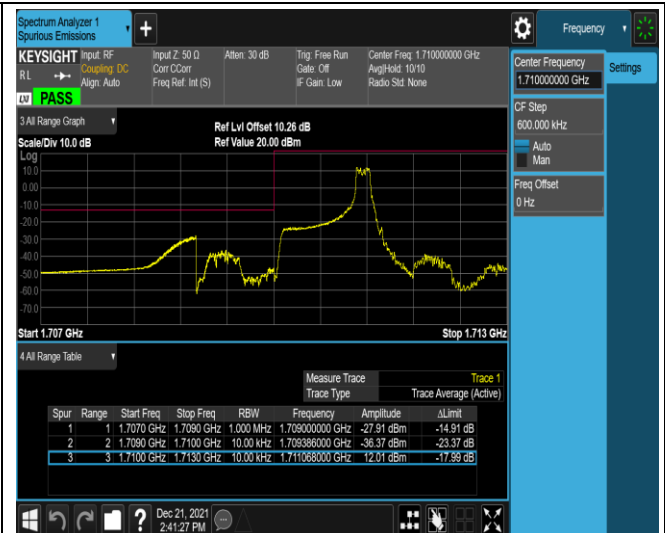 Spectrum Analyzer 1
Spurious Emissions
+
Frequency
KEYSIGHT
Input: RF
Input Z: 50 Ω
Atten: 30 dB
Trig: Free Run
Center Freq: 1.710000000 GHz
RL
Coupling: DC
Corr CCorr
Gate: Off
Avg|Hold: 10/10
Align: Auto
Freq Ref: Int (S)
IF Gain: Low
Radio Std: None
LXI
PASS
Center Frequency
1.710000000 GHz
Settings
CF Step
600.000 kHz
Auto
Man
Freq Offset
0 Hz
3 All Range Graph
Ref Lvl Offset 10.26 dB
Scale/Div 10.0 dB
Ref Value 20.00 dBm
Log
10.0
0.00
-10.0
-20.0
-30.0
-40.0
-50.0
-60.0
-70.0
Start 1.707 GHz
Stop 1.713 GHz
4 All Range Table
Measure Trace
Trace 1
Trace Type
Trace Average (Active)
Spur Range Start Freq Stop Freq RBW Frequency Amplitude ΔLimit
1 1 1.7070 GHz 1.7090 GHz 1.000 MHz 1.709000000 GHz -27.91 dBm -14.91 dB
2 2 1.7090 GHz 1.7100 GHz 10.00 kHz 1.709386000 GHz -36.37 dBm -23.37 dB
3 3 1.7100 GHz 1.7130 GHz 10.00 kHz 1.711068000 GHz 12.01 dBm -17.99 dB
?
Dec 21, 2021
2:41:27 PM